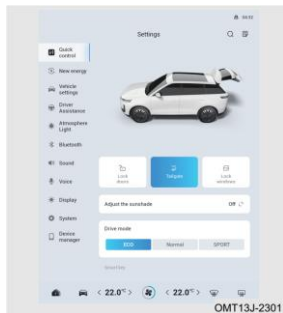 Settings
Quick
control
New energy
Vehicle
settings
Driver
Assistance
Atmosphere
Light
Bluetooth
Sound
Voice
Display
System
Device
manager
Lock
doors
Tailgate
Lock
windows
Adjust the sunshade
Off
Drive mode
ECO
Normal
SPORT
< 22.0°C >
< 22.0°C >
OMT13J-2301